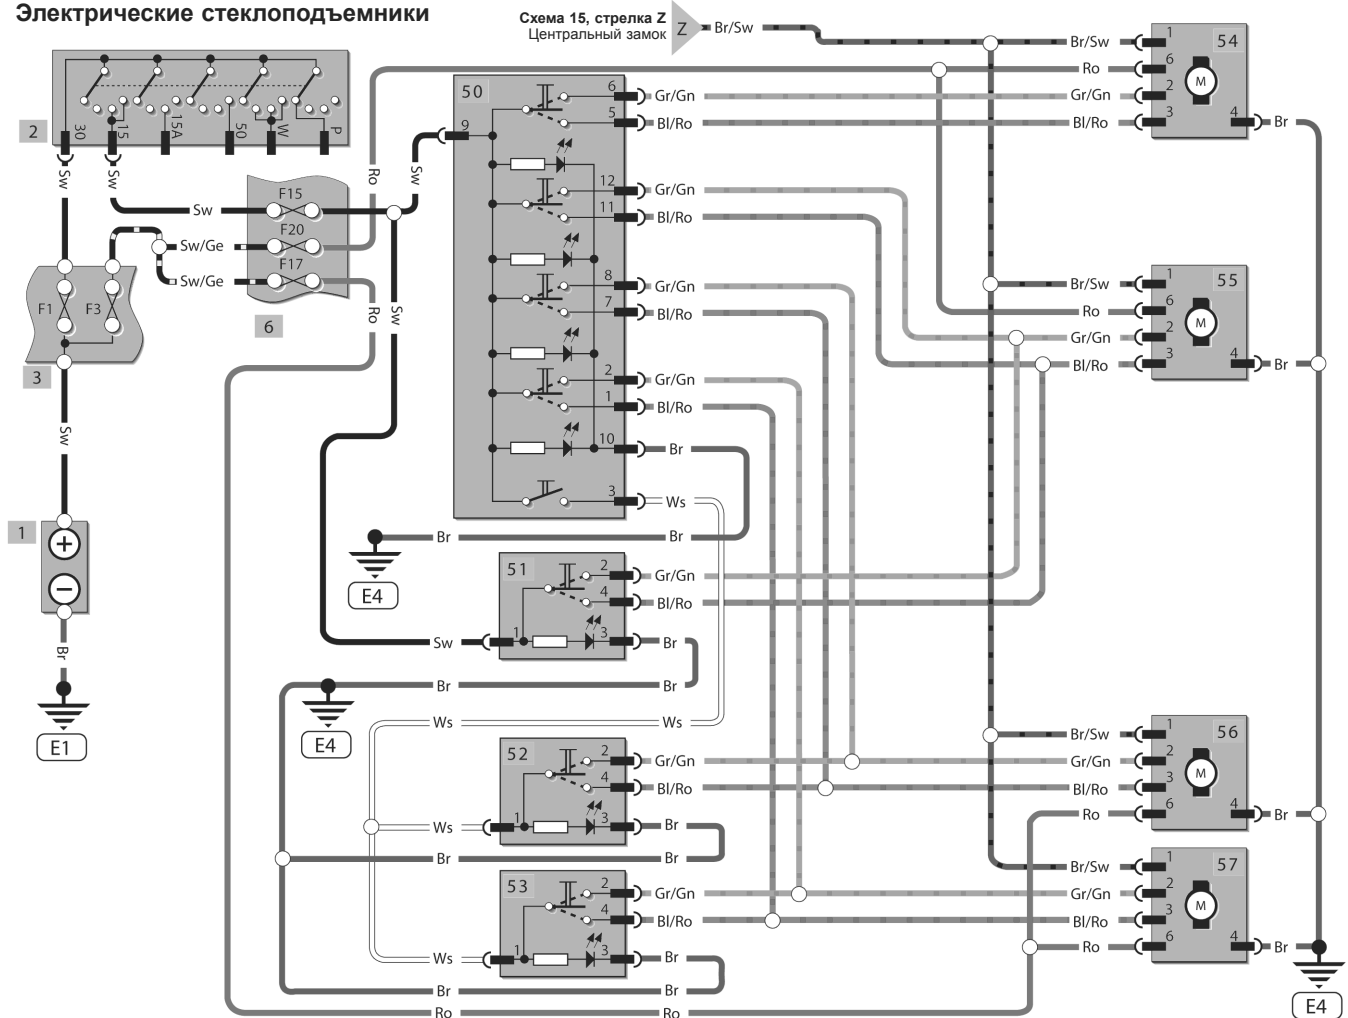 Электрические стеклоподъемники
Схема 15, стрелка Z
Центральный замок
Z
Br/Sw
2
30
15
15A
50
W
P
Sw
Sw
Sw
F15
F20
F17
Sw/Ge
Sw/Ge
6
Ro
Ro
Sw
Sw
F1
F3
3
Sw
1
+
−
Br
E1
50
9
6
Gr/Gn
5
Bl/Ro
12
Gr/Gn
11
Bl/Ro
8
Gr/Gn
7
Bl/Ro
2
Gr/Gn
1
Bl/Ro
10
Br
3
Ws
Br
Br
E4
51
2
Gr/Gn
4
Bl/Ro
Sw
1
3
Br
Br
Br
E4
Ws
Ws
52
2
Gr/Gn
4
Bl/Ro
Ws
1
3
Br
Br
Br
53
2
Gr/Gn
4
Bl/Ro
Ws
1
3
Br
Br
Br
Ro
Ro
Br/Sw
1
54
Ro
6
Gr/Gn
2
M
Bl/Ro
3
4
Br
Br/Sw
1
55
Ro
6
Gr/Gn
2
M
Bl/Ro
3
4
Br
Br/Sw
1
56
Gr/Gn
2
M
Bl/Ro
3
Ro
6
4
Br
Br/Sw
1
57
Gr/Gn
2
M
Bl/Ro
3
Ro
6
4
Br
E4